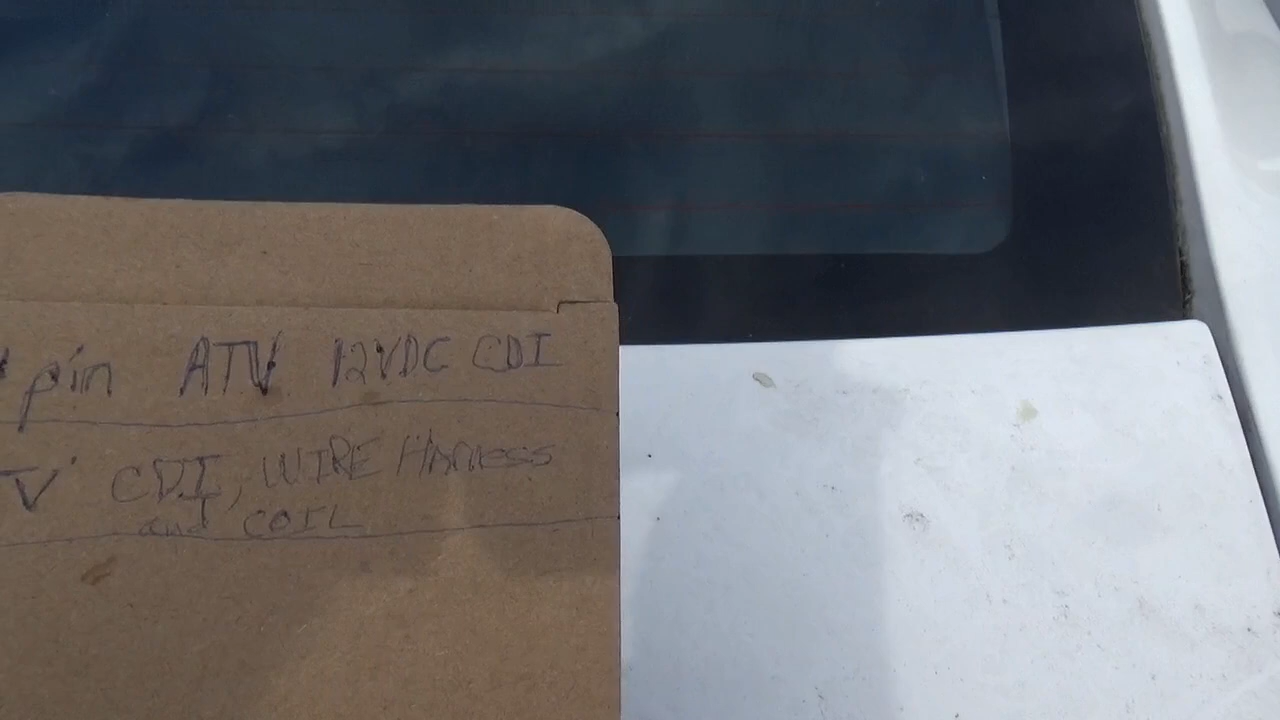 pin ATV 12VDC CDI
V CDI, WIRE HARNESS
and COIL